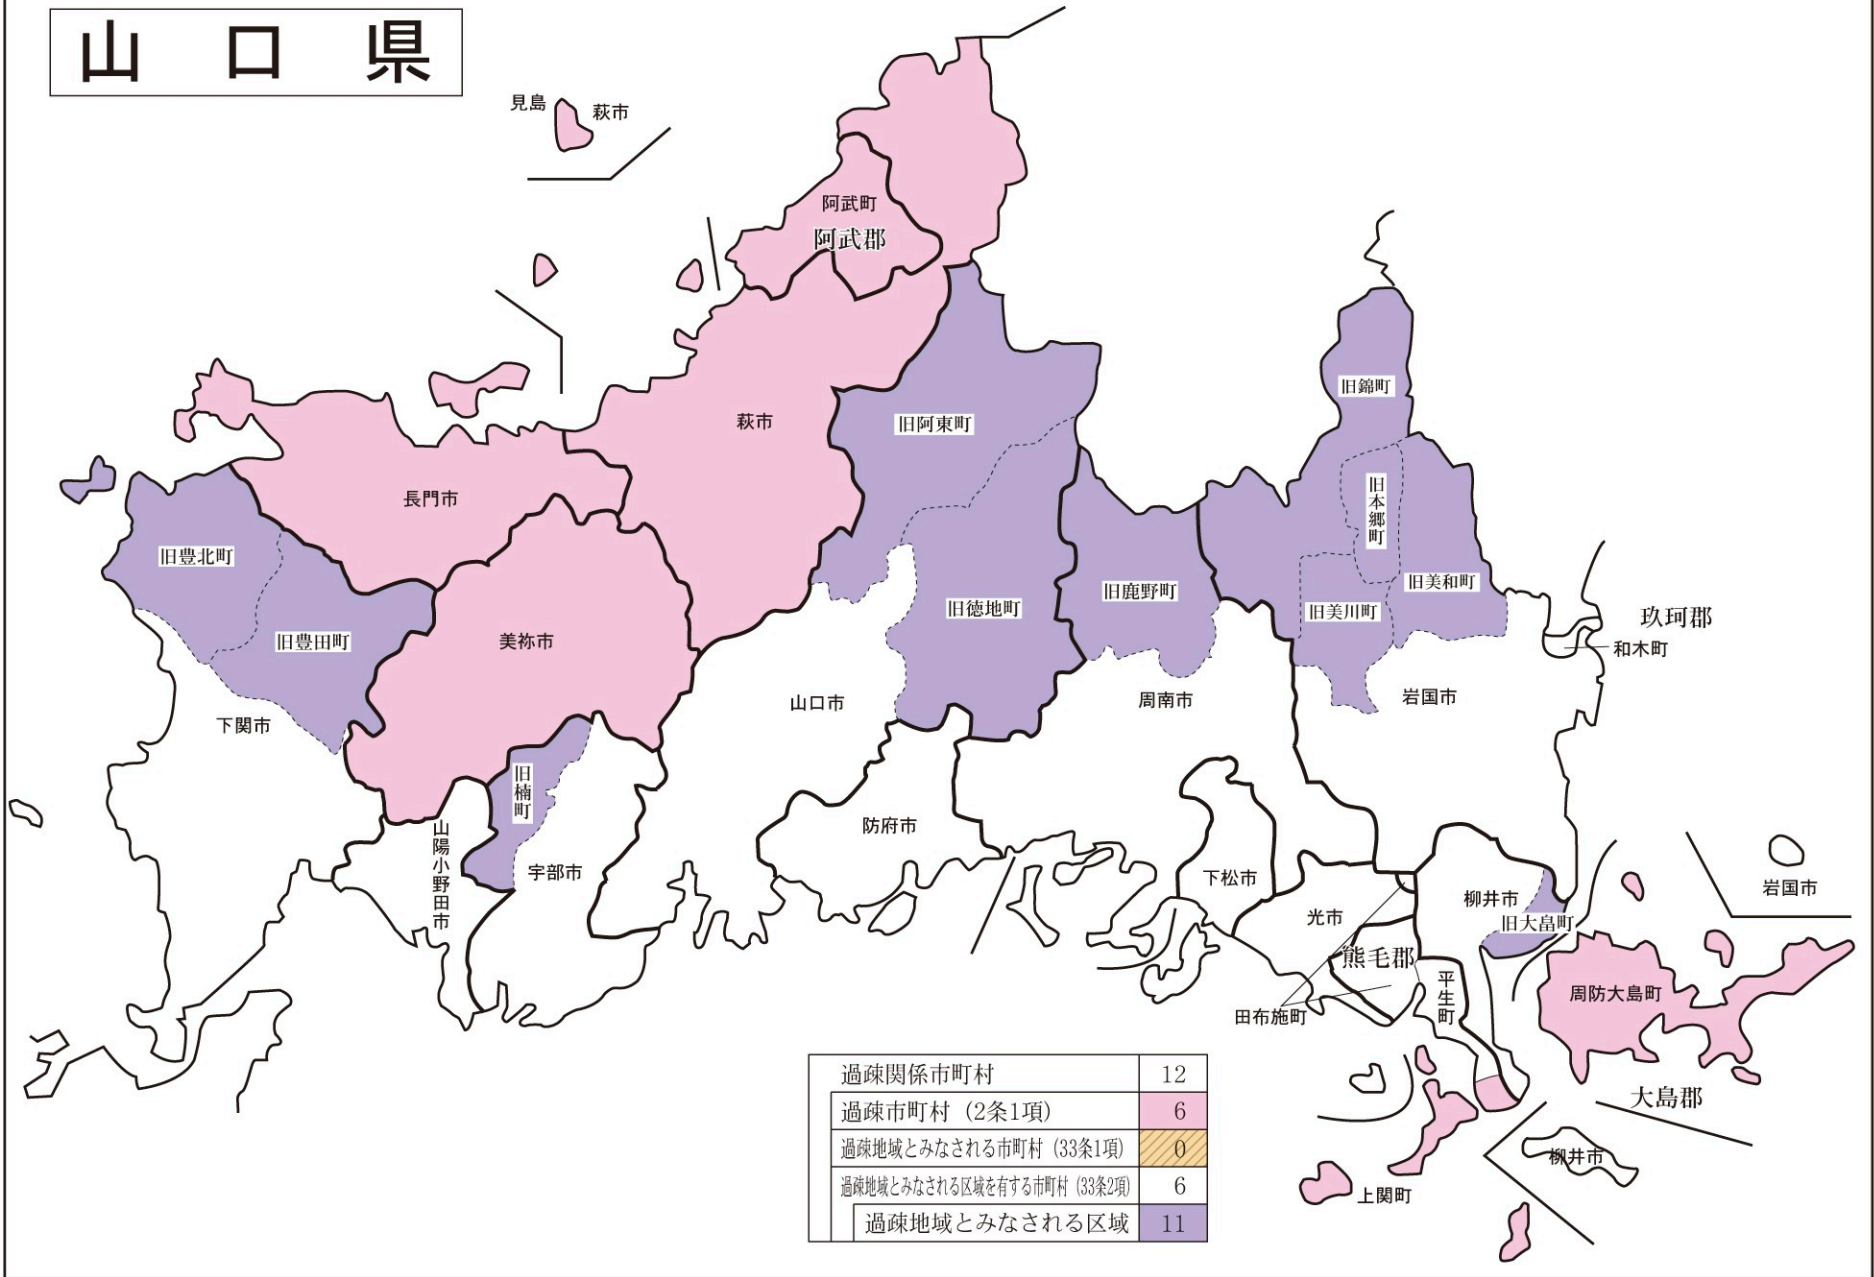 山口県
見島
萩市
阿武町
阿武郡
旧錦町
萩市
旧阿東町
長門市
旧本郷町
旧豊北町
旧美和町
旧鹿野町
旧徳地町
旧美川町
玖珂郡
旧豊田町
美祢市
和木町
岩国市
山口市
周南市
下関市
旧楠町
防府市
山陽小野田市
宇部市
下松市
岩国市
柳井市
光市
旧大畠町
熊毛郡
平生町
周防大島町
田布施町
大島郡
柳井市
上関町
過疎関係市町村 12
過疎市町村（2条1項） 6
過疎地域とみなされる市町村（33条1項） 0
過疎地域とみなされる区域を有する市町村（33条2項） 6
過疎地域とみなされる区域 11